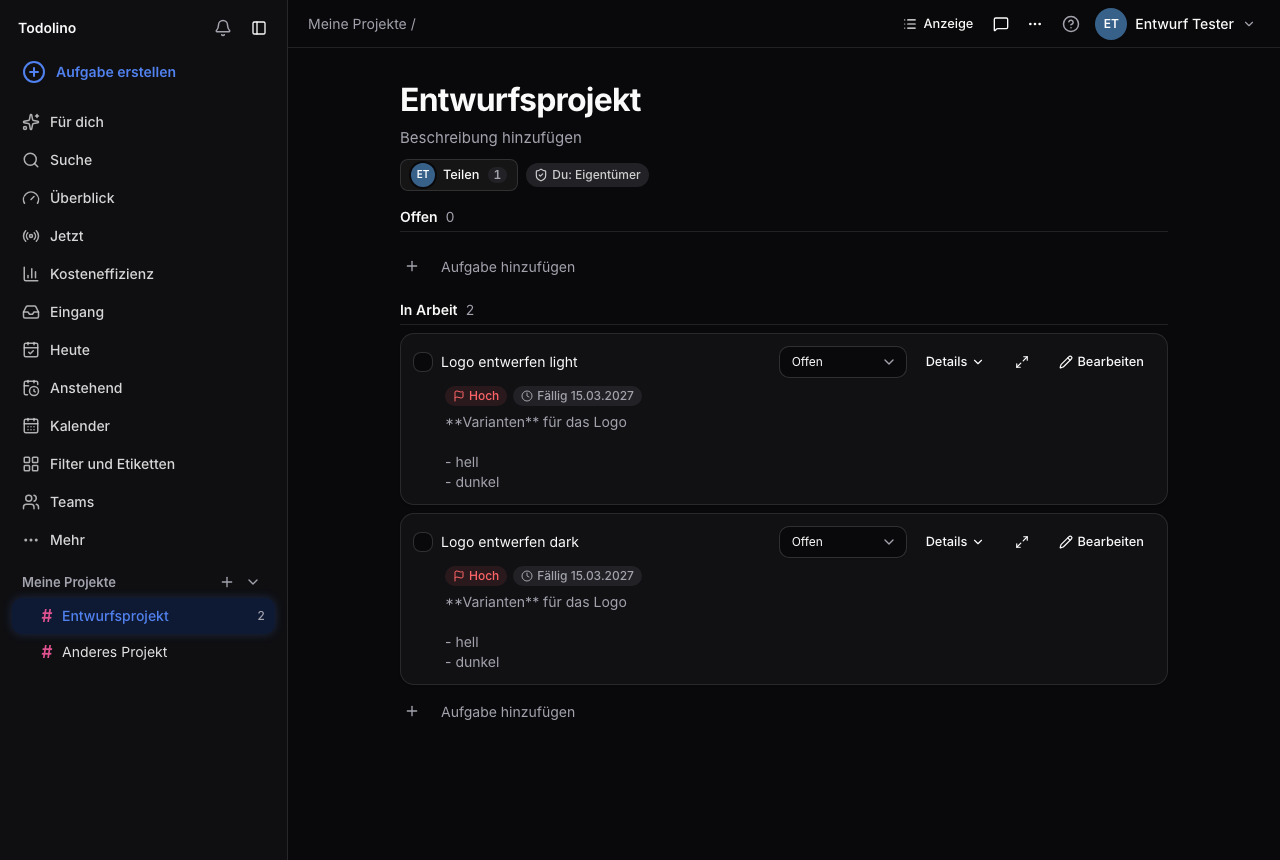 Todolino
Aufgabe erstellen
Für dich
Suche
Überblick
Jetzt
Kosteneffizienz
Eingang
Heute
Anstehend
Kalender
Filter und Etiketten
Teams
Mehr
Meine Projekte
# Entwurfsprojekt 2
# Anderes Projekt
Meine Projekte /
Anzeige
ET Entwurf Tester
Entwurfsprojekt
Beschreibung hinzufügen
ET Teilen 1 Du: Eigentümer
Offen 0
Aufgabe hinzufügen
In Arbeit 2
Logo entwerfen light Offen Details Bearbeiten
Hoch Fällig 15.03.2027
**Varianten** für das Logo
- hell
- dunkel
Logo entwerfen dark Offen Details Bearbeiten
Hoch Fällig 15.03.2027
**Varianten** für das Logo
- hell
- dunkel
Aufgabe hinzufügen